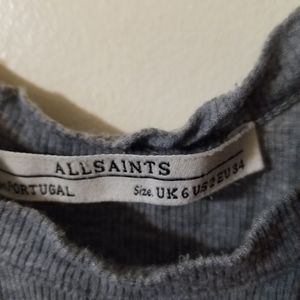 ALLSAINTS
PORTUGAL Size. UK 6 US 2 EU 34